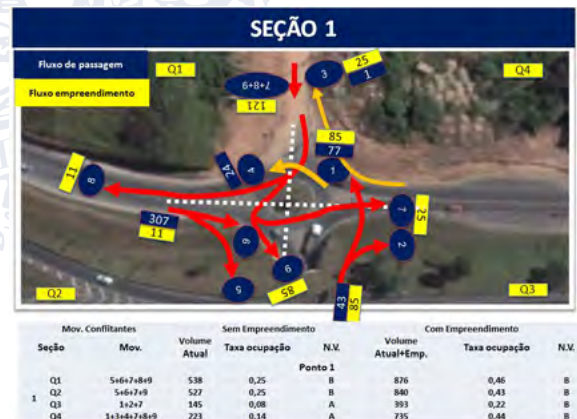 SEÇÃO 1
Fluxo de passagem
Fluxo empreendimento
Q1
Q4
7+8+9
121
3
25
1
85
77
1
24
4
11
8
307
11
6
7
25
2
9
85
5
43
85
Q2
Q3
Mov. Conflitantes Sem Empreendimento Com Empreendimento
Seção Mov. Volume Atual Taxa ocupação N.V. Volume Atual+Emp. Taxa ocupação N.V.
Ponto 1
1
Q1 5+6+7+8+9 538 0,25 B 876 0,46 B
Q2 5+6+7+9 527 0,25 B 840 0,43 B
Q3 1+2+7 145 0,08 A 393 0,22 B
Q4 1+3+4+7+8+9 223 0,14 A 735 0,44 B